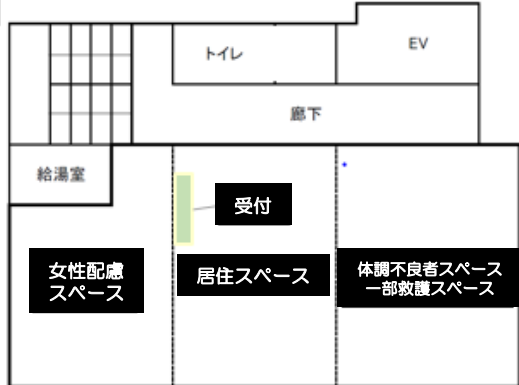 トイレ
EV
廊下
給湯室
受付
女性配慮
スペース
居住スペース
体調不良者スペース
一部救護スペース